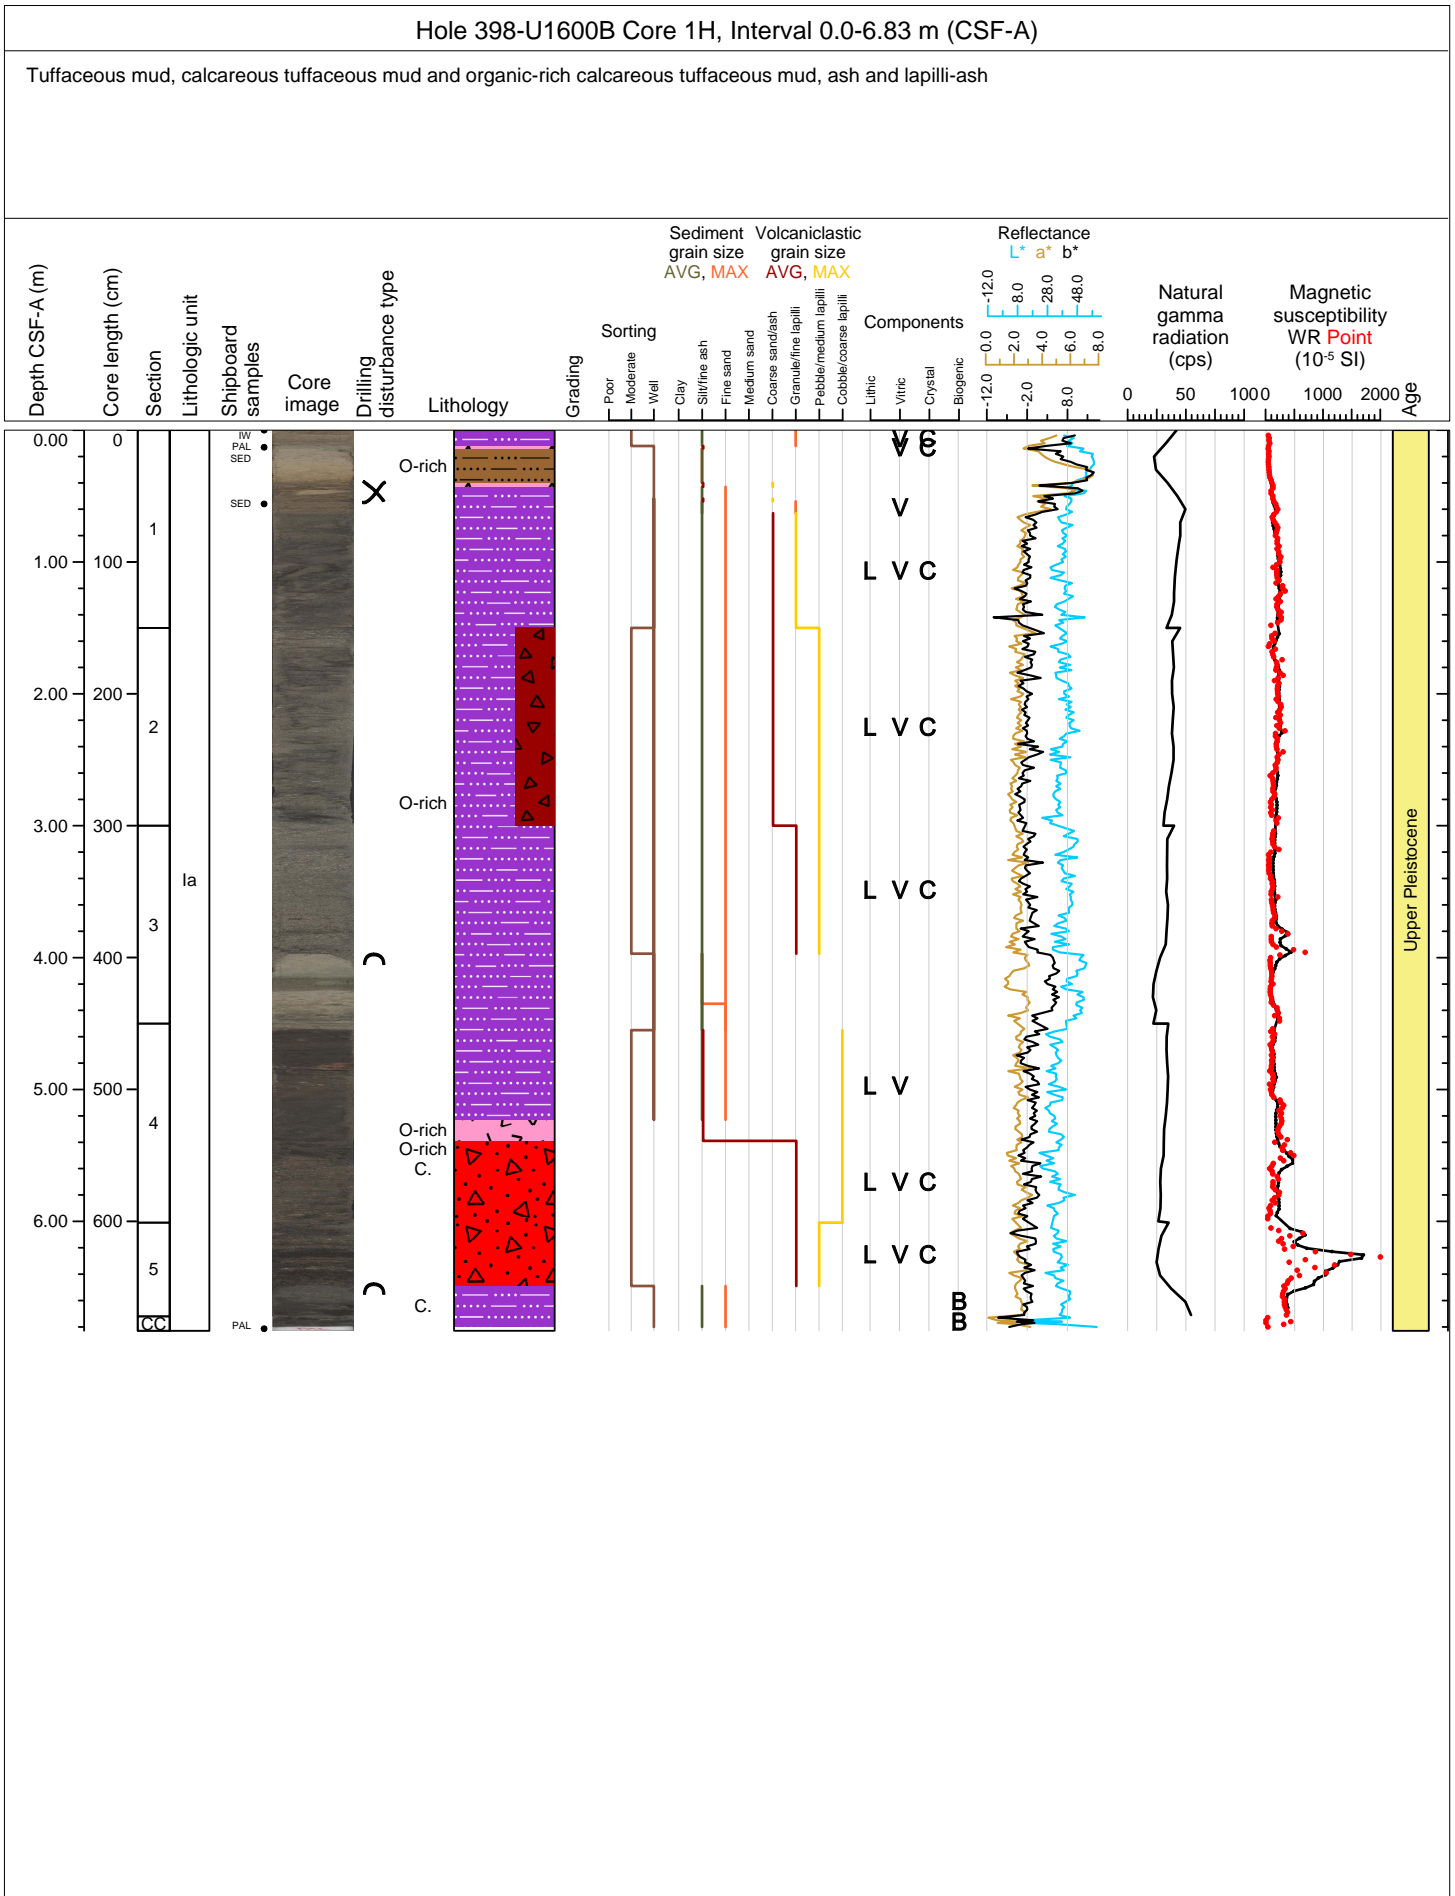 Hole 398-U1600B Core 1H, Interval 0.0-6.83 m (CSF-A)
Tuffaceous mud, calcareous tuffaceous mud and organic-rich calcareous tuffaceous mud, ash and lapilli-ash
Depth CSF-A (m)
Core length (cm)
Section
Lithologic unit
Shipboard
samples
Core
image
Drilling
disturbance type
Lithology
Grading
Sorting
Poor
Moderate
Well
Sediment
grain size
AVG, MAX
Volcaniclastic
grain size
AVG, MAX
Clay
Silt/fine ash
Fine sand
Medium sand
Coarse sand/ash
Granule/fine lapilli
Pebble/medium lapilli
Cobble/coarse lapilli
Components
Lithic
Vitric
Crystal
Biogenic
Reflectance
L* a* b*
-12.0 8.0 28.0 48.0
0.0 2.0 4.0 6.0 8.0
-12.0 -2.0 8.0
Natural
gamma
radiation
(cps)
0 50 100
Magnetic
susceptibility
WR Point
(10-5 SI)
0 1000 2000
Age
0.00 0
IW
PAL
SED
V C
V C
O-rich
SED
V
1
1.00 100
L V C
2.00 200
2
L V C
O-rich
3.00 300
Ia
L V C
3
Upper Pleistocene
4.00 400
5.00 500
L V
4
O-rich
O-rich
C.
L V C
6.00 600
5
L V C
C.
B
CC
PAL
B